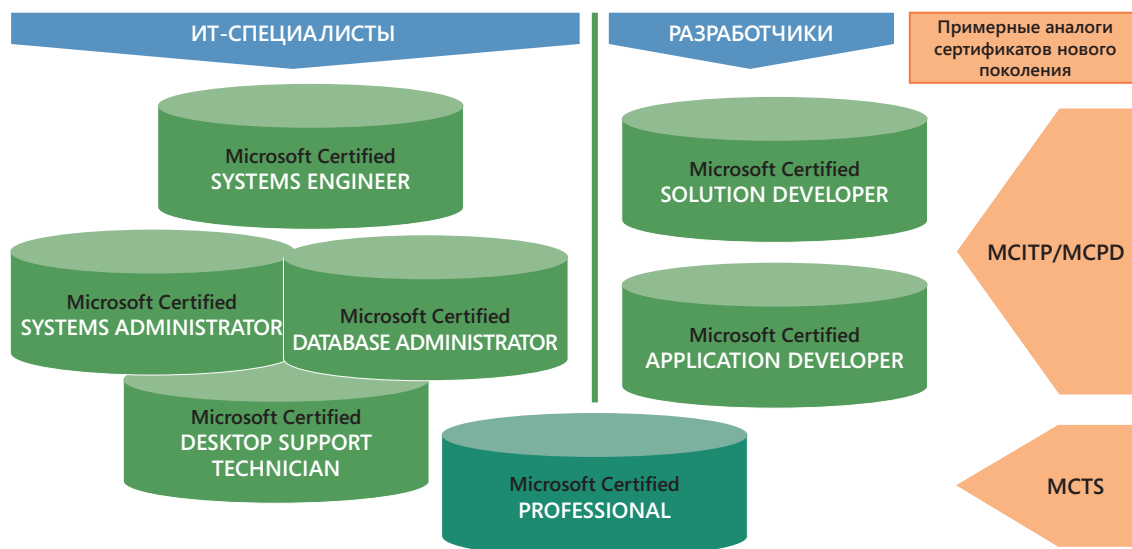 ИТ-СПЕЦИАЛИСТЫ
РАЗРАБОТЧИКИ
Примерные аналоги
сертификатов нового
поколения
Microsoft Certified
SYSTEMS ENGINEER
Microsoft Certified
SOLUTION DEVELOPER
MCITP/MCPD
Microsoft Certified
SYSTEMS ADMINISTRATOR
Microsoft Certified
DATABASE ADMINISTRATOR
Microsoft Certified
APPLICATION DEVELOPER
Microsoft Certified
DESKTOP SUPPORT
TECHNICIAN
Microsoft Certified
PROFESSIONAL
MCTS